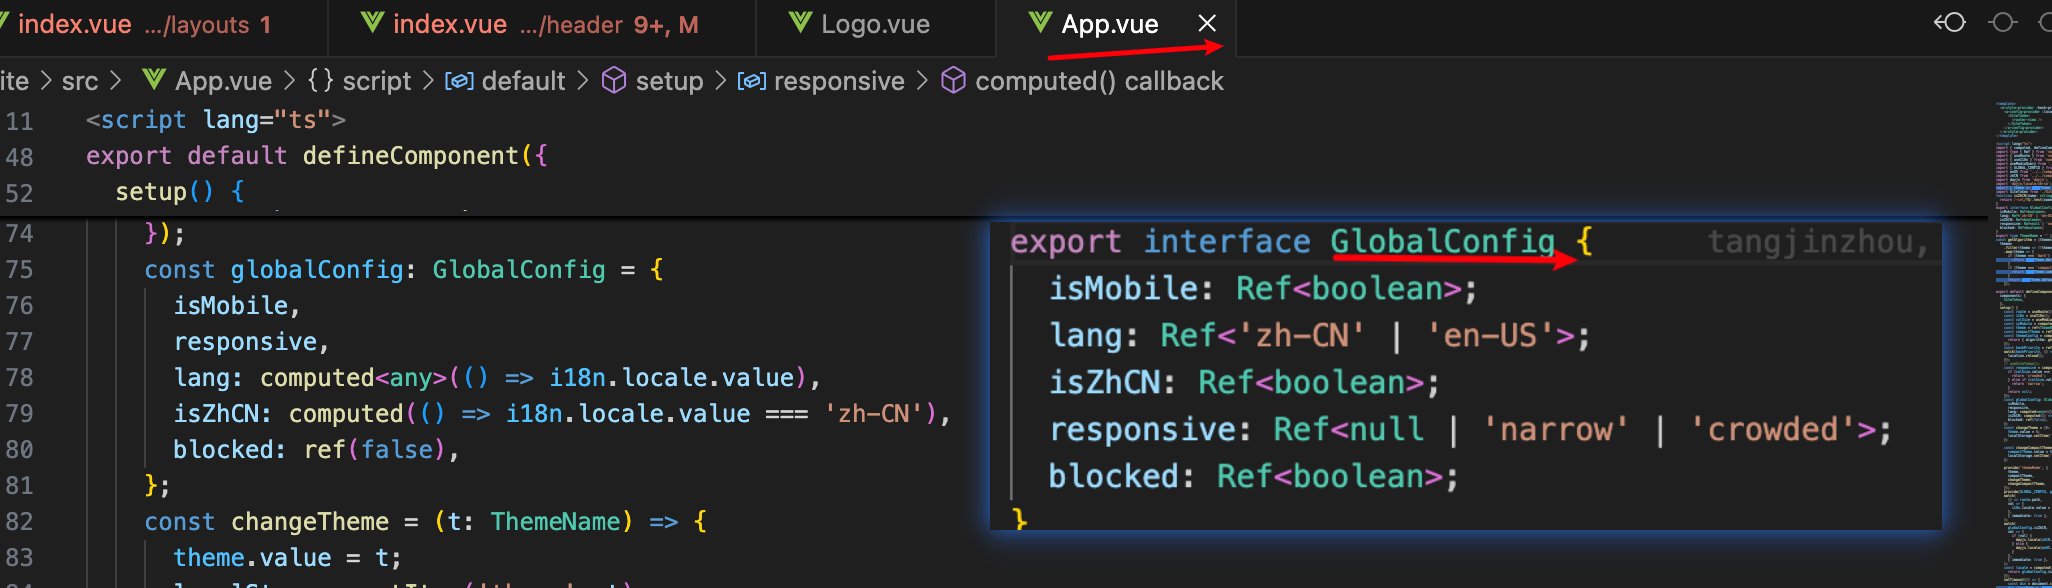 index.vue .../layouts 1 index.vue .../header 9+, M Logo.vue App.vue
ite > src > App.vue > {} script > default > setup > responsive > computed() callback
11 <script lang="ts">
48 export default defineComponent({
52 setup() {
74 });
75 const globalConfig: GlobalConfig = {
76 isMobile,
77 responsive,
78 lang: computed<any>(() => i18n.locale.value),
79 isZhCN: computed(() => i18n.locale.value === 'zh-CN'),
80 blocked: ref(false),
81 };
82 const changeTheme = (t: ThemeName) => {
83 theme.value = t;
export interface GlobalConfig { tangjinzhou,
isMobile: Ref<boolean>;
lang: Ref<'zh-CN' | 'en-US'>;
isZhCN: Ref<boolean>;
responsive: Ref<null | 'narrow' | 'crowded'>;
blocked: Ref<boolean>;
}